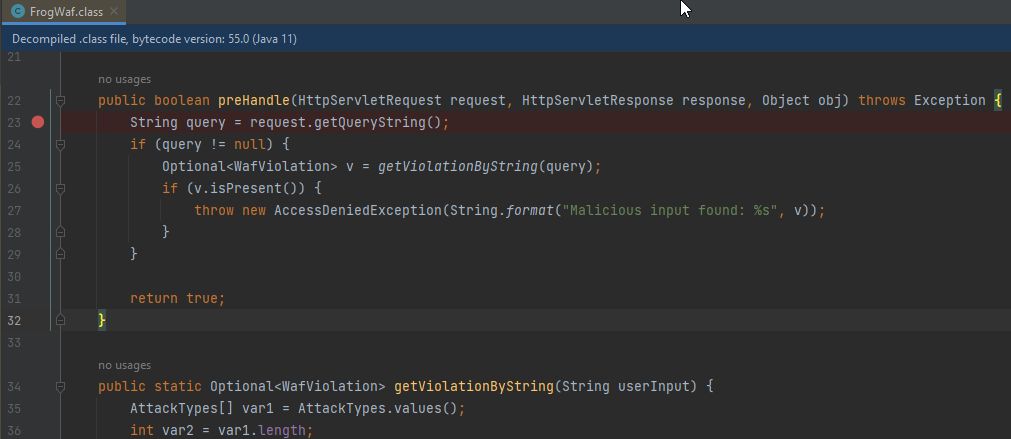 FrogWaf.class
Decompiled .class file, bytecode version: 55.0 (Java 11)
21
no usages
22 public boolean preHandle(HttpServletRequest request, HttpServletResponse response, Object obj) throws Exception {
23 String query = request.getQueryString();
24 if (query != null) {
25 Optional<WafViolation> v = getViolationByString(query);
26 if (v.isPresent()) {
27 throw new AccessDeniedException(String.format("Malicious input found: %s", v));
28 }
29 }
30
31 return true;
32 }
33
no usages
34 public static Optional<WafViolation> getViolationByString(String userInput) {
35 AttackTypes[] var1 = AttackTypes.values();
36 int var2 = var1.length;